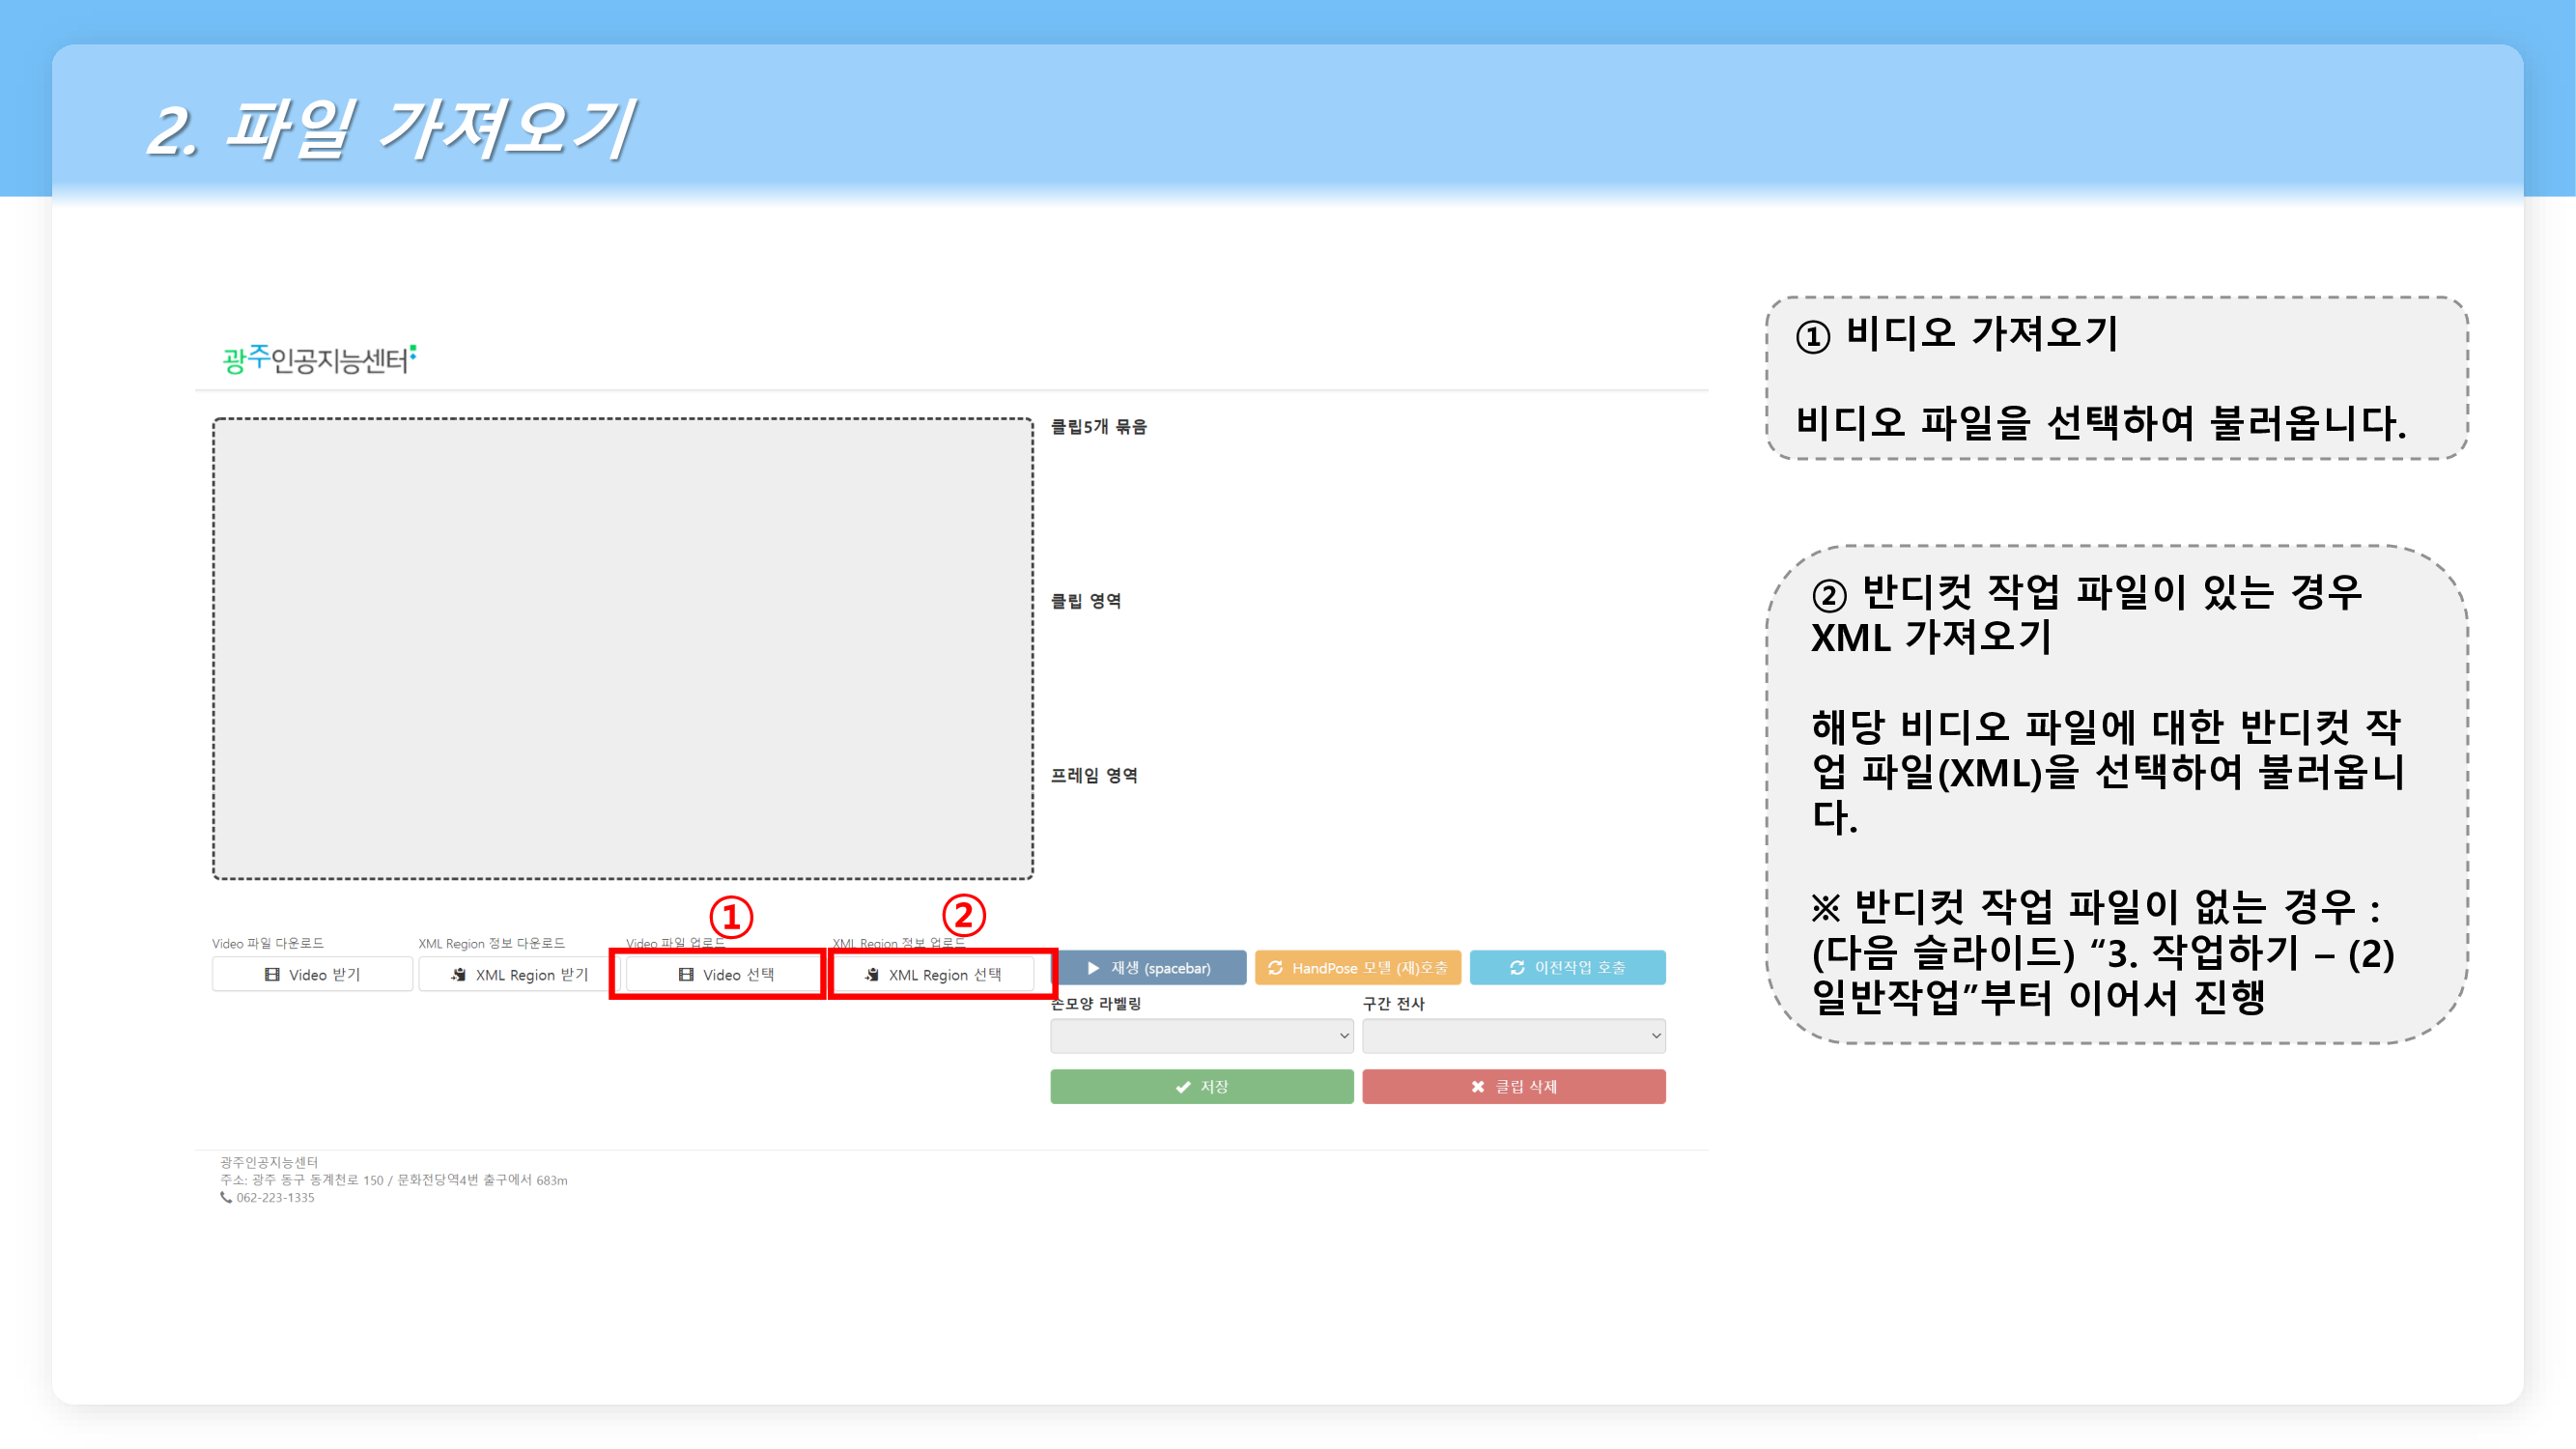 2. 파일 가져오기
광주인공지능센터
클립5개 묶음
클립 영역
프레임 영역
①
②
Video 파일 다운로드
XML Region 정보 다운로드
Video 파일 업로드
XML Region 정보 업로드
Video 받기
XML Region 받기
Video 선택
XML Region 선택
재생 (spacebar)
HandPose 모델 (재)호출
이전작업 호출
손모양 라벨링
구간 전사
저장
클립 삭제
광주인공지능센터
주소: 광주 동구 동계천로 150 / 문화전당역4번 출구에서 683m
062-223-1335
① 비디오 가져오기
비디오 파일을 선택하여 불러옵니다.
② 반디컷 작업 파일이 있는 경우
XML 가져오기
해당 비디오 파일에 대한 반디컷 작
업 파일(XML)을 선택하여 불러옵니
다.
※ 반디컷 작업 파일이 없는 경우 :
(다음 슬라이드) “3. 작업하기 – (2)
일반작업”부터 이어서 진행